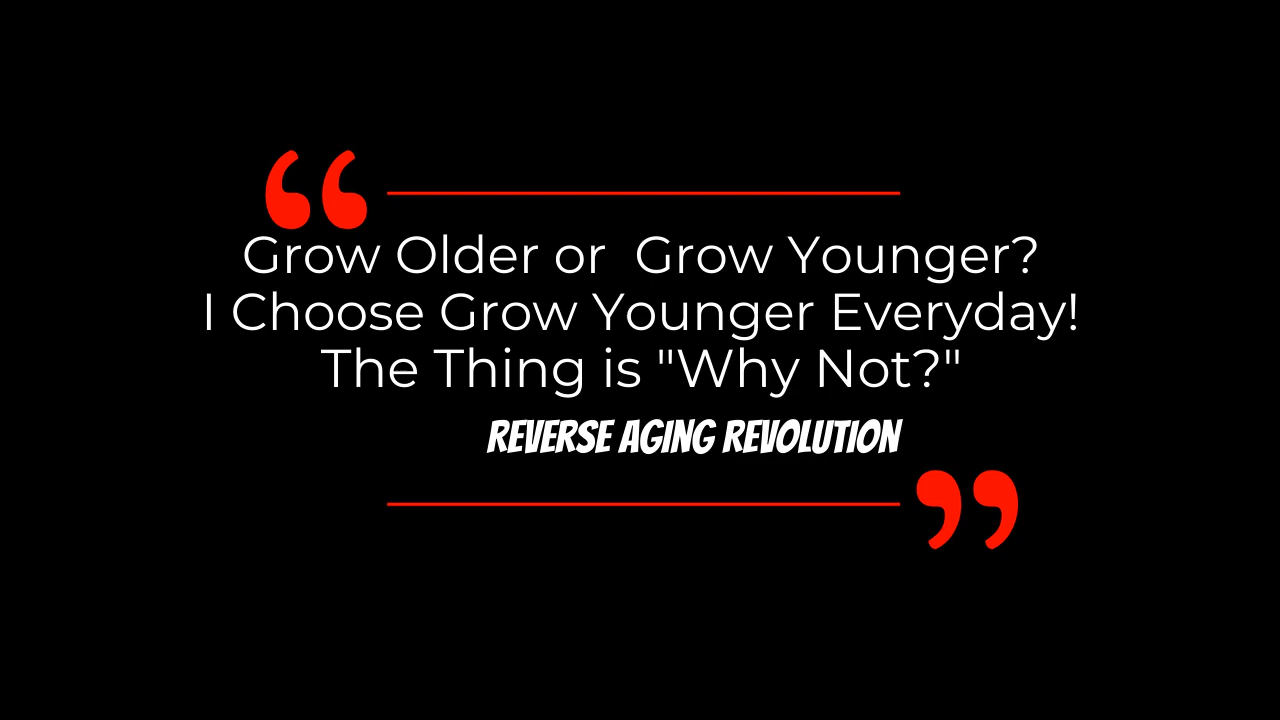 “
Grow Older or  Grow Younger?
I Choose Grow Younger Everyday!
The Thing is "Why Not?"
REVERSE AGING REVOLUTION
”